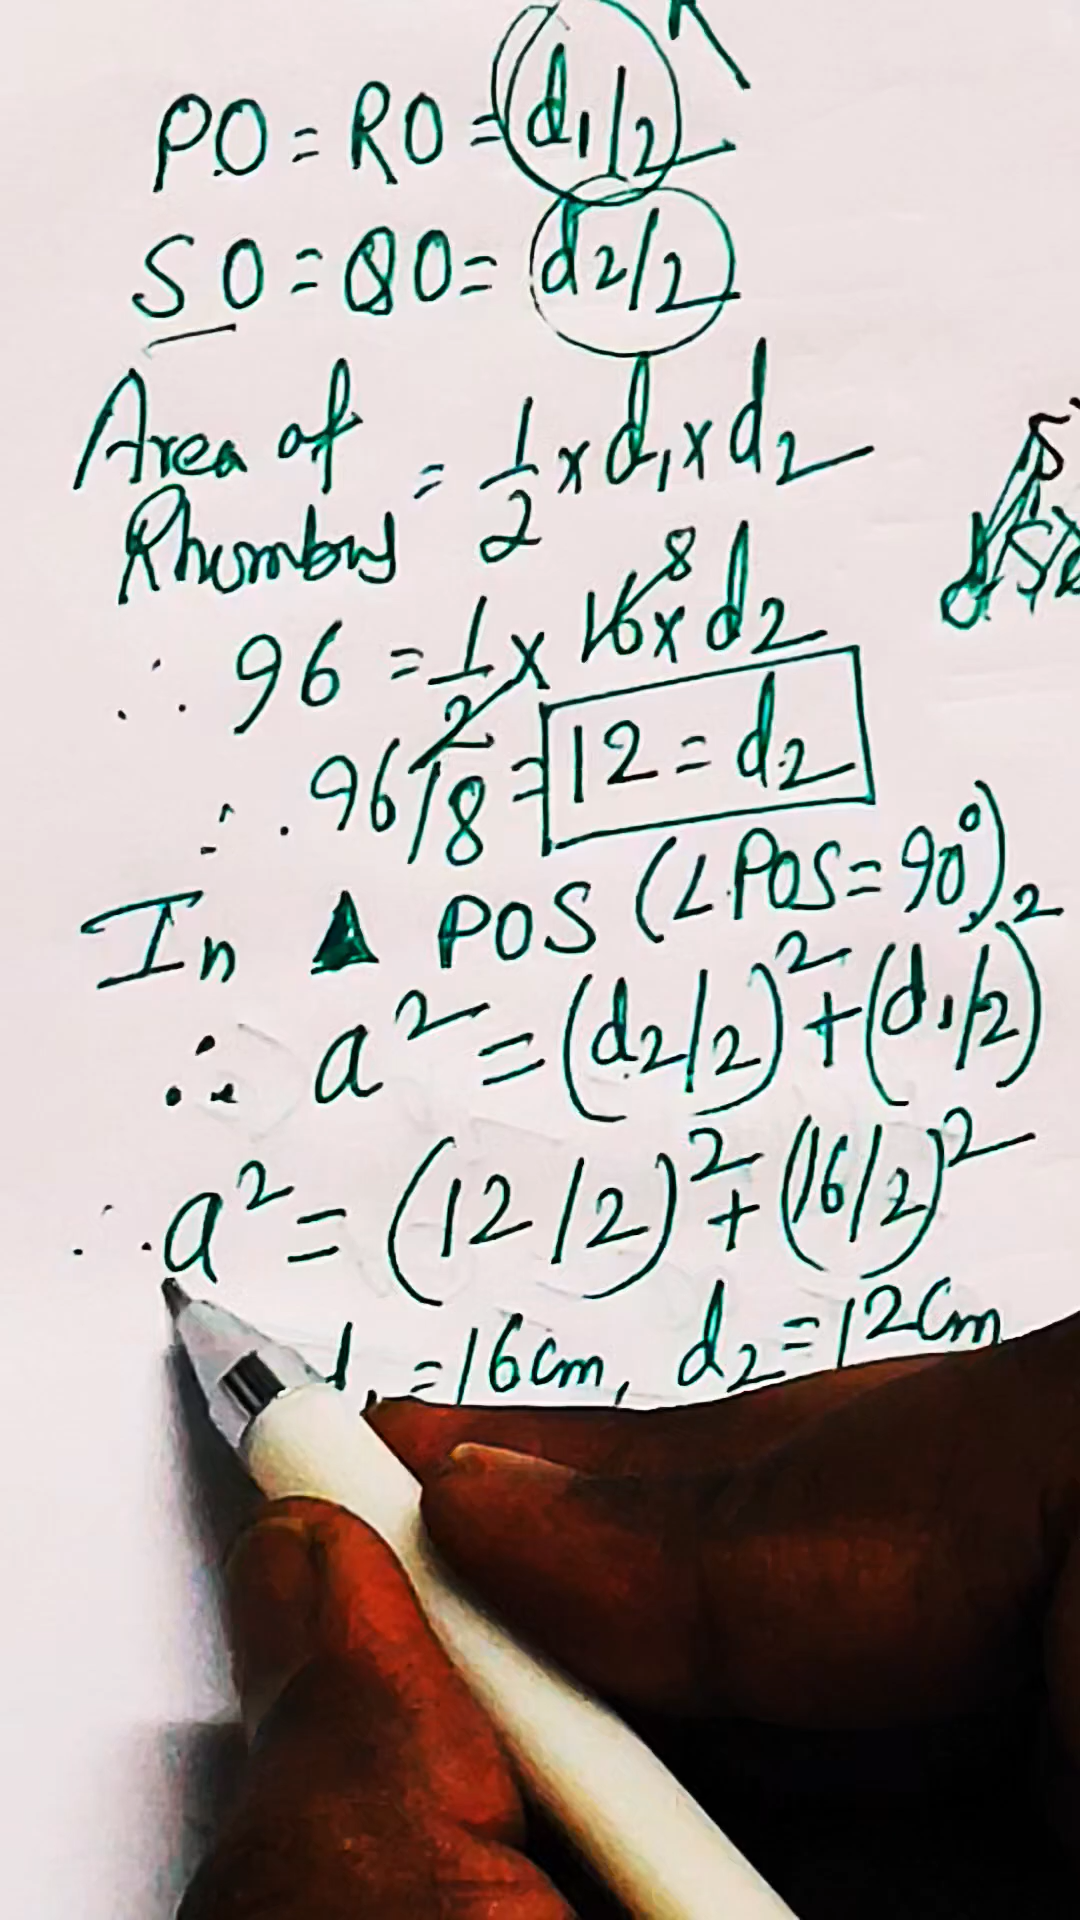 PO = RO = d1/2
SO = QO = d2/2
Area of Rhombus = 1/2 x d1 x d2
∴ 96 = 1/2 x 16 x d2
8
∴ 96/8 = 12 = d2
In ▲ POS (∠POS = 90°)
∴ a² = (d2/2)² + (d1/2)²
∴ a² = (12/2)² + (16/2)²
d1 = 16cm, d2 = 12cm